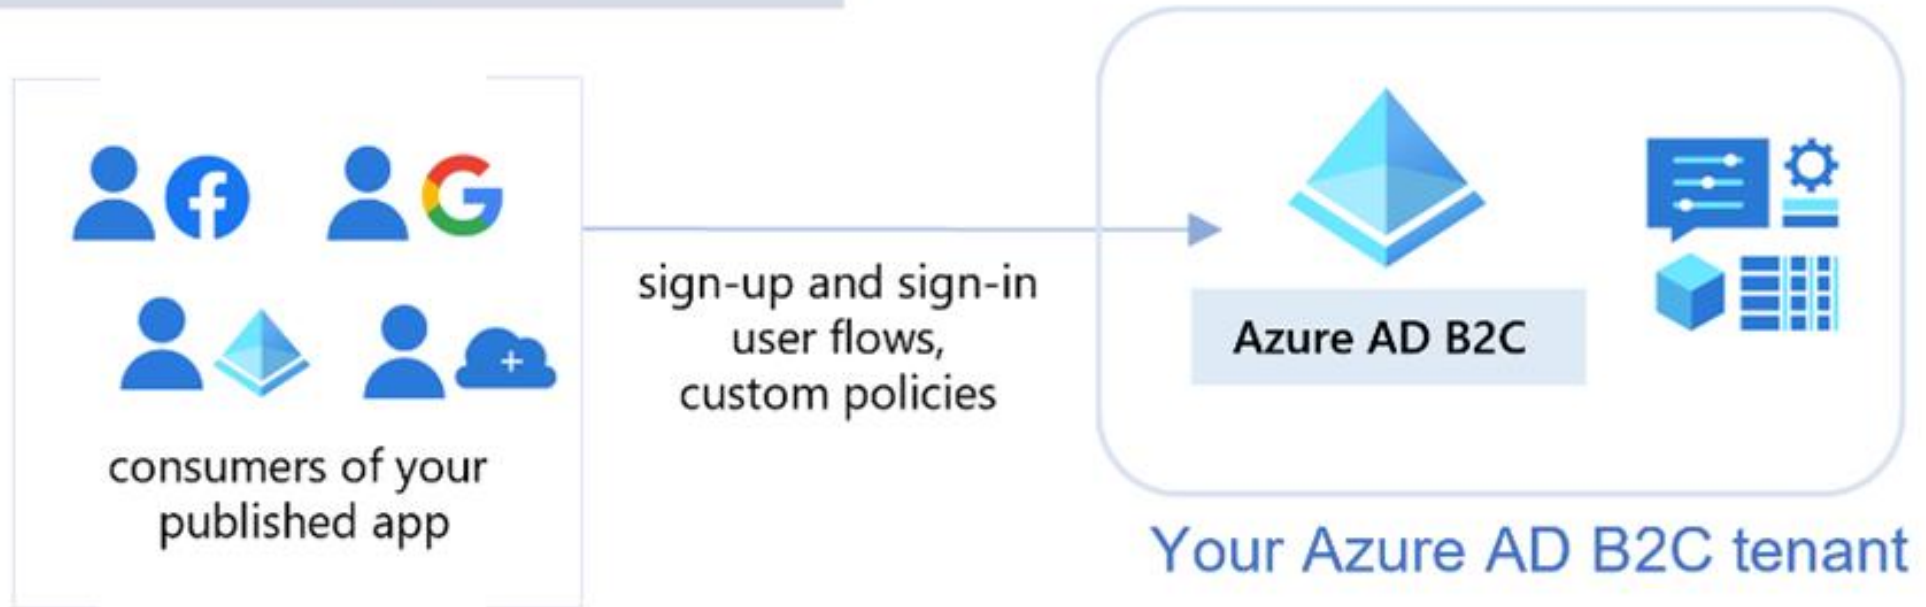 sign-up and sign-in
user flows,
custom policies
consumers of your
published app
Azure AD B2C
Your Azure AD B2C tenant